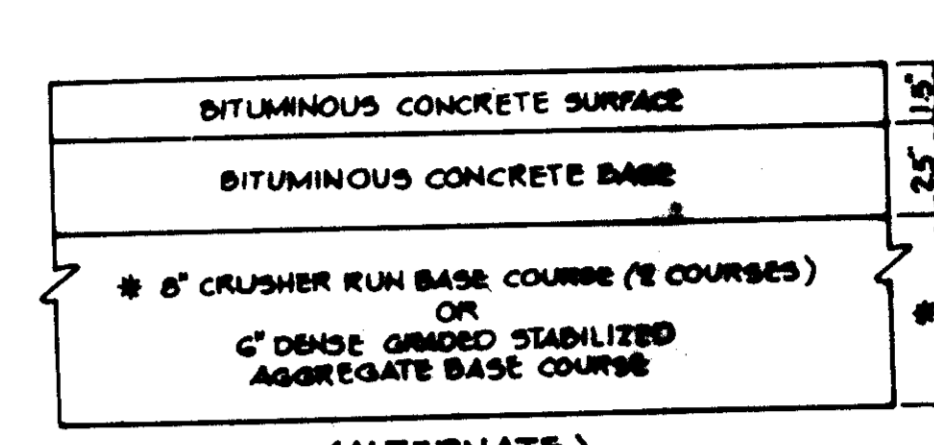 BITUMINOUS CONCRETE SURFACE
1.5"
BITUMINOUS CONCRETE BASE
2.5"
*
* 8" CRUSHER RUN BASE COURSE (2 COURSES)
OR
*
6" DENSE GRADED STABILIZED
AGGREGATE BASE COURSE
(ALTERNATE)